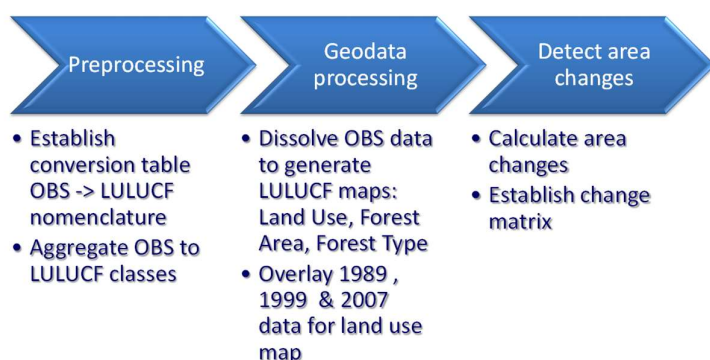 Preprocessing
• Establish
conversion table
OBS -> LULUCF
nomenclature
• Aggregate OBS to
LULUCF classes
Geodata
processing
• Dissolve OBS data
to generate
LULUCF maps:
Land Use, Forest
Area, Forest Type
• Overlay 1989 ,
1999 & 2007
data for land use
map
Detect area
changes
• Calculate area
changes
• Establish change
matrix